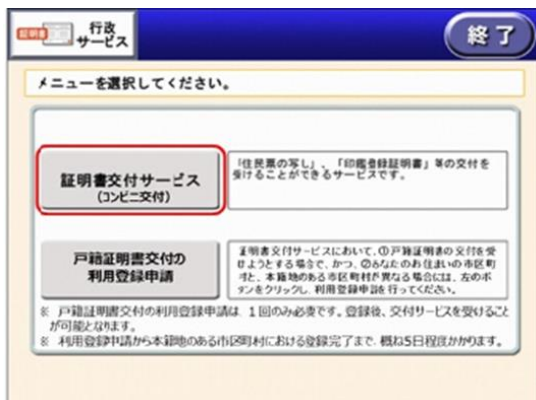 証明書
行政
サービス
終了
メニューを選択してください。
証明書交付サービス
(コンビニ交付)
「住民票の写し」、「印鑑登録証明書」等の交付を
受けることができるサービスです。
戸籍証明書交付の
利用登録申請
証明書交付サービスにおいて、①戸籍証明書の交付を受
けようとする場合で、かつ、②あなたのお住まいの市区町
村と、本籍地のある市区町村が異なる場合には、左のボ
タンをクリックし、利用登録申請を行ってください。
※ 戸籍証明書交付の利用登録申請は、1回のみ必要です。登録後、交付サービスを受けること
が可能となります。
※ 利用登録申請から本籍地のある市区町村における登録完了まで、概ね5日程度かかります。